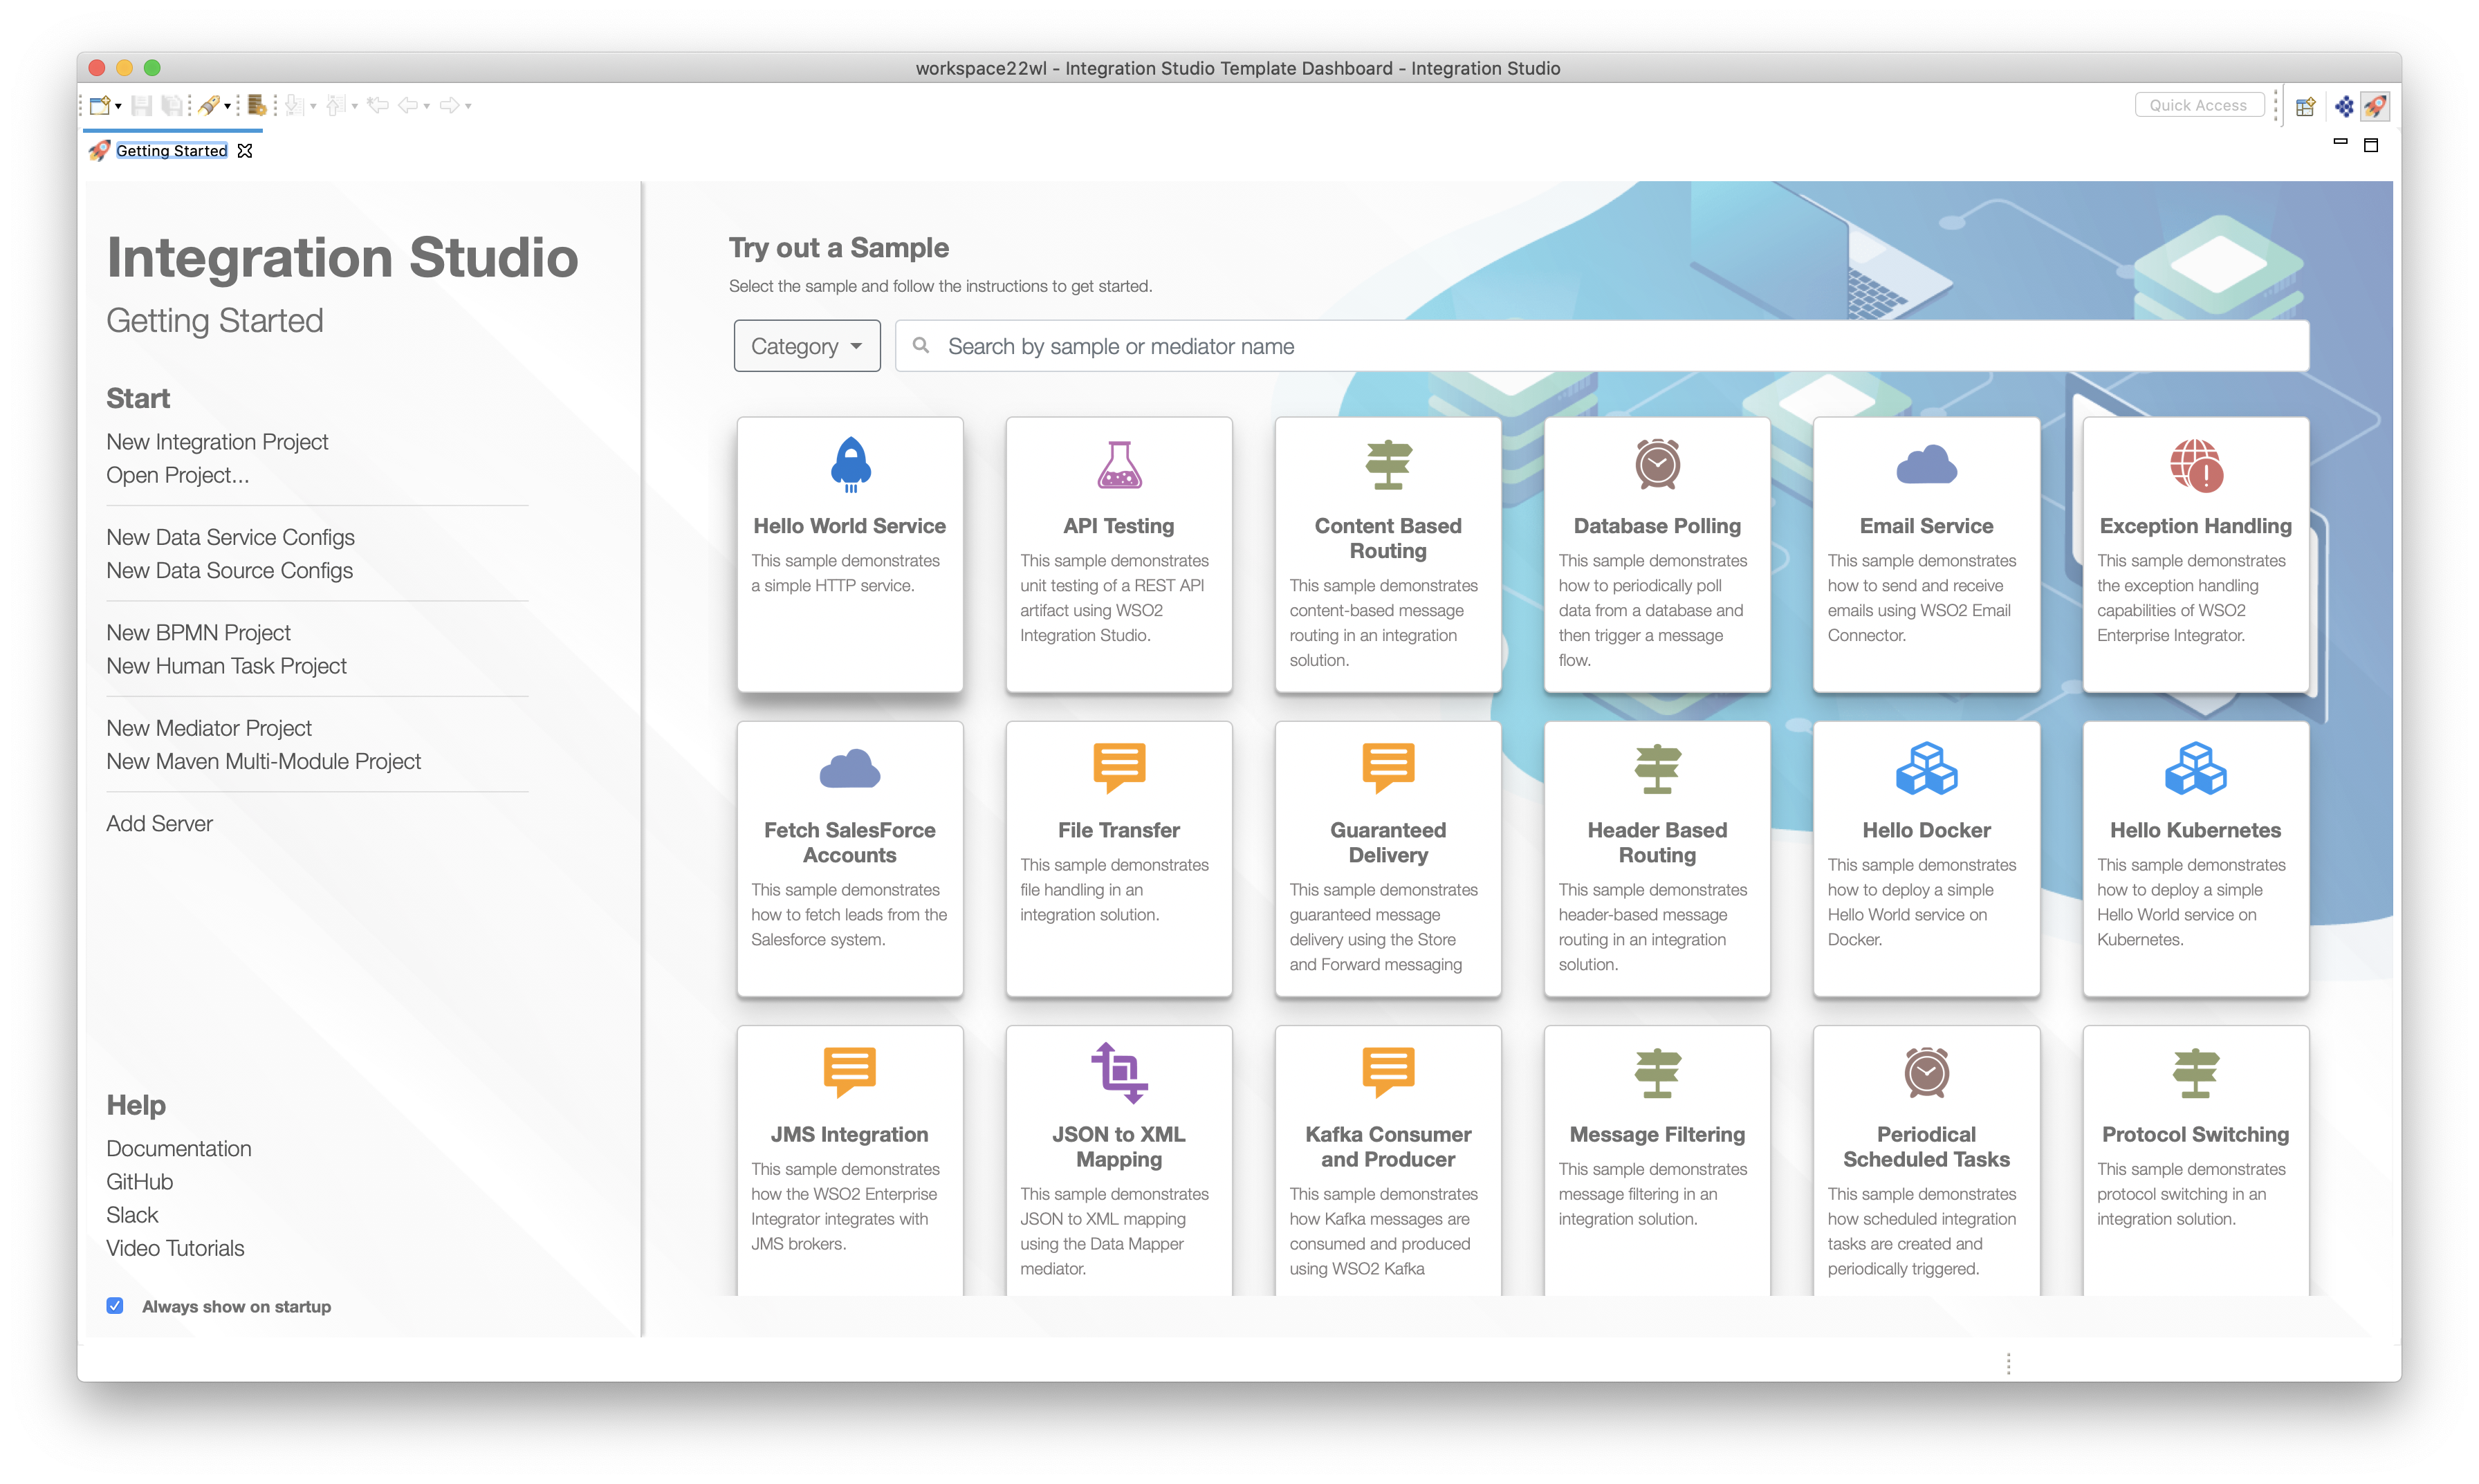 workspace22wl - Integration Studio Template Dashboard - Integration Studio
Quick Access
Getting Started
Integration Studio
Getting Started
Start
New Integration Project
Open Project...
New Data Service Configs
New Data Source Configs
New BPMN Project
New Human Task Project
New Mediator Project
New Maven Multi-Module Project
Add Server
Help
Documentation
GitHub
Slack
Video Tutorials
Always show on startup
Try out a Sample
Select the sample and follow the instructions to get started.
Category
Search by sample or mediator name
Hello World Service
This sample demonstrates
a simple HTTP service.
API Testing
This sample demonstrates
unit testing of a REST API
artifact using WSO2
Integration Studio.
Content Based
Routing
This sample demonstrates
content-based message
routing in an integration
solution.
Database Polling
This sample demonstrates
how to periodically poll
data from a database and
then trigger a message
flow.
Email Service
This sample demonstrates
how to send and receive
emails using WSO2 Email
Connector.
Exception Handling
This sample demonstrates
the exception handling
capabilities of WSO2
Enterprise Integrator.
Fetch SalesForce
Accounts
This sample demonstrates
how to fetch leads from the
Salesforce system.
File Transfer
This sample demonstrates
file handling in an
integration solution.
Guaranteed
Delivery
This sample demonstrates
guaranteed message
delivery using the Store
and Forward messaging
Header Based
Routing
This sample demonstrates
header-based message
routing in an integration
solution.
Hello Docker
This sample demonstrates
how to deploy a simple
Hello World service on
Docker.
Hello Kubernetes
This sample demonstrates
how to deploy a simple
Hello World service on
Kubernetes.
JMS Integration
This sample demonstrates
how the WSO2 Enterprise
Integrator integrates with
JMS brokers.
JSON to XML
Mapping
This sample demonstrates
JSON to XML mapping
using the Data Mapper
mediator.
Kafka Consumer
and Producer
This sample demonstrates
how Kafka messages are
consumed and produced
using WSO2 Kafka
Message Filtering
This sample demonstrates
message filtering in an
integration solution.
Periodical
Scheduled Tasks
This sample demonstrates
how scheduled integration
tasks are created and
periodically triggered.
Protocol Switching
This sample demonstrates
protocol switching in an
integration solution.